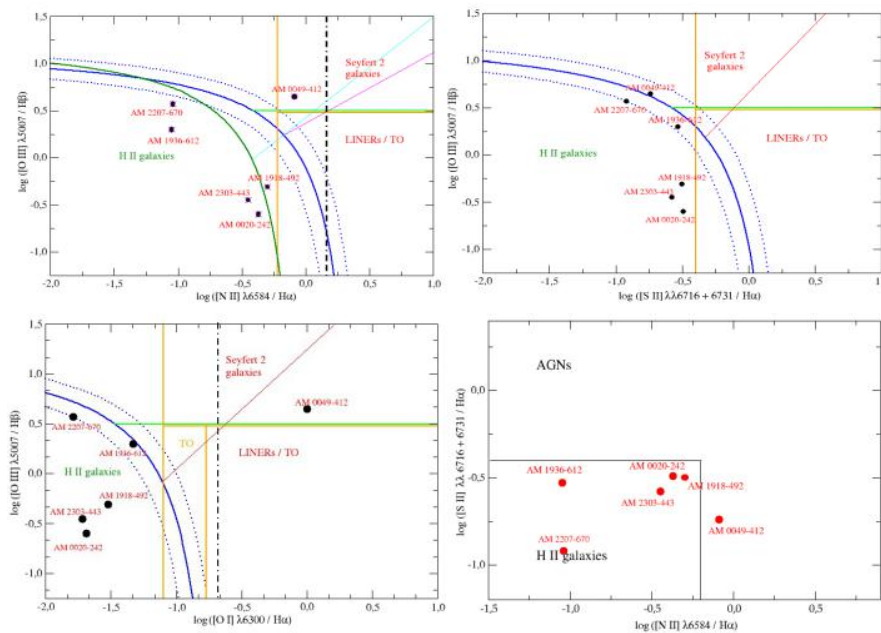 1,5
1,0
0,5
0,0
-0,5
-1,0
log ([O III] λ5007 / Hβ)
Seyfert 2
galaxies
AM 0049-412
AM 2207-670
AM 1936-612
LINERs / TO
H II galaxies
AM 1918-492
AM 2303-443
AM 0020-242
-2,0 -1,5 -1,0 -0,5 0,0 0,5 1,0
log ([N II] λ6584 / Hα)
1,5
1,0
0,5
0,0
-0,5
-1,0
log ([O III] λ5007 / Hβ)
Seyfert 2
galaxies
AM 0049-412
AM 2207-670
AM 1936-612
LINERs / TO
H II galaxies
AM 1918-492
AM 2303-443
AM 0020-242
-2,0 -1,5 -1,0 -0,5 0,0 0,5 1,0
log ([S II] λλ6716 + 6731 / Hα)
1,5
1,0
0,5
0,0
-0,5
-1,0
log ([O III] λ5007 / Hβ)
Seyfert 2
galaxies
AM 0049-412
AM 2207-670
TO
AM 1936-612
LINERs / TO
H II galaxies
AM 1918-492
AM 2303-443
AM 0020-242
-2,0 -1,5 -1,0 -0,5 0,0 0,5 1,0
log ([O I] λ6300 / Hα)
0,0
-0,5
-1,0
log ([S II] λλ 6716 + 6731 / Hα)
AGNs
AM 1936-612
AM 0020-242
AM 1918-492
AM 2303-443
AM 0049-412
AM 2207-670
H II galaxies
-1,5 -1,0 -0,5 0,0 0,5 1,0
log ([N II] λ6584 / Hα)